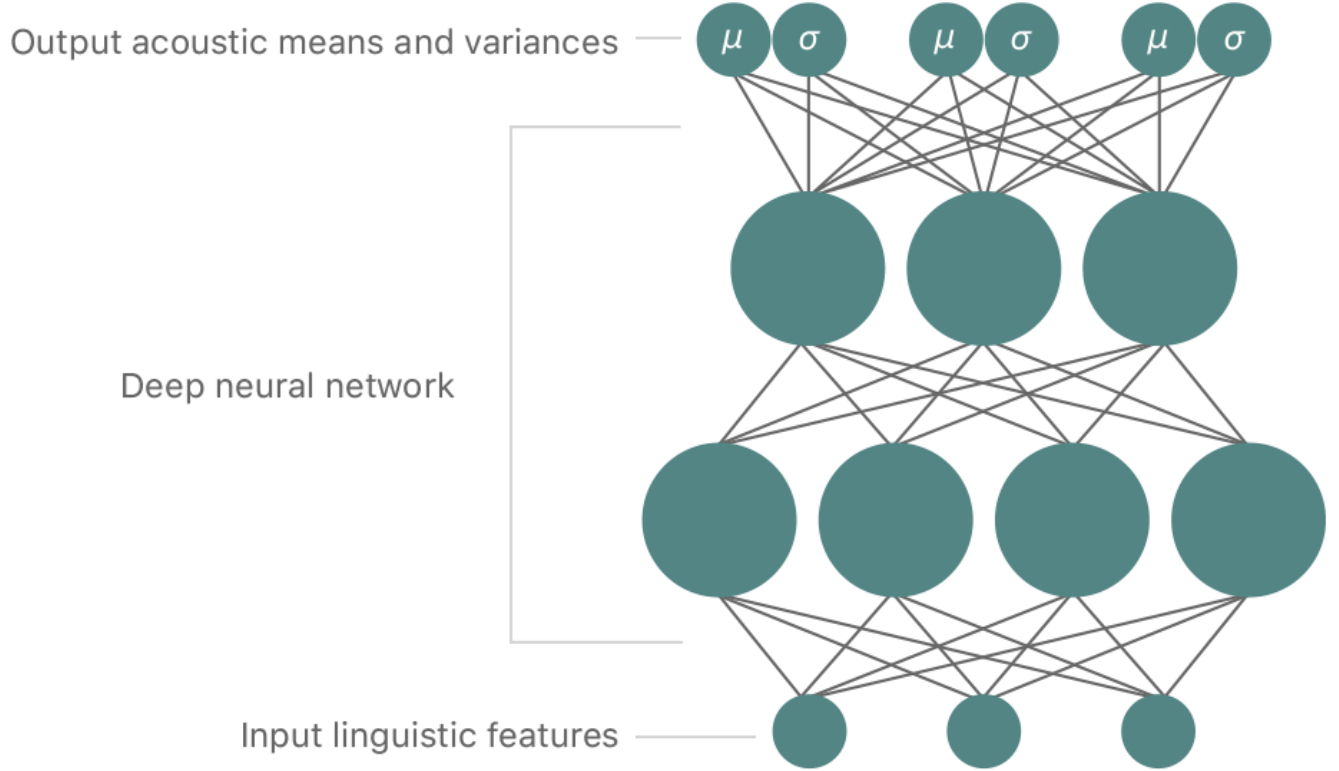 Output acoustic means and variances
μ σ μ σ μ σ
Deep neural network
Input linguistic features